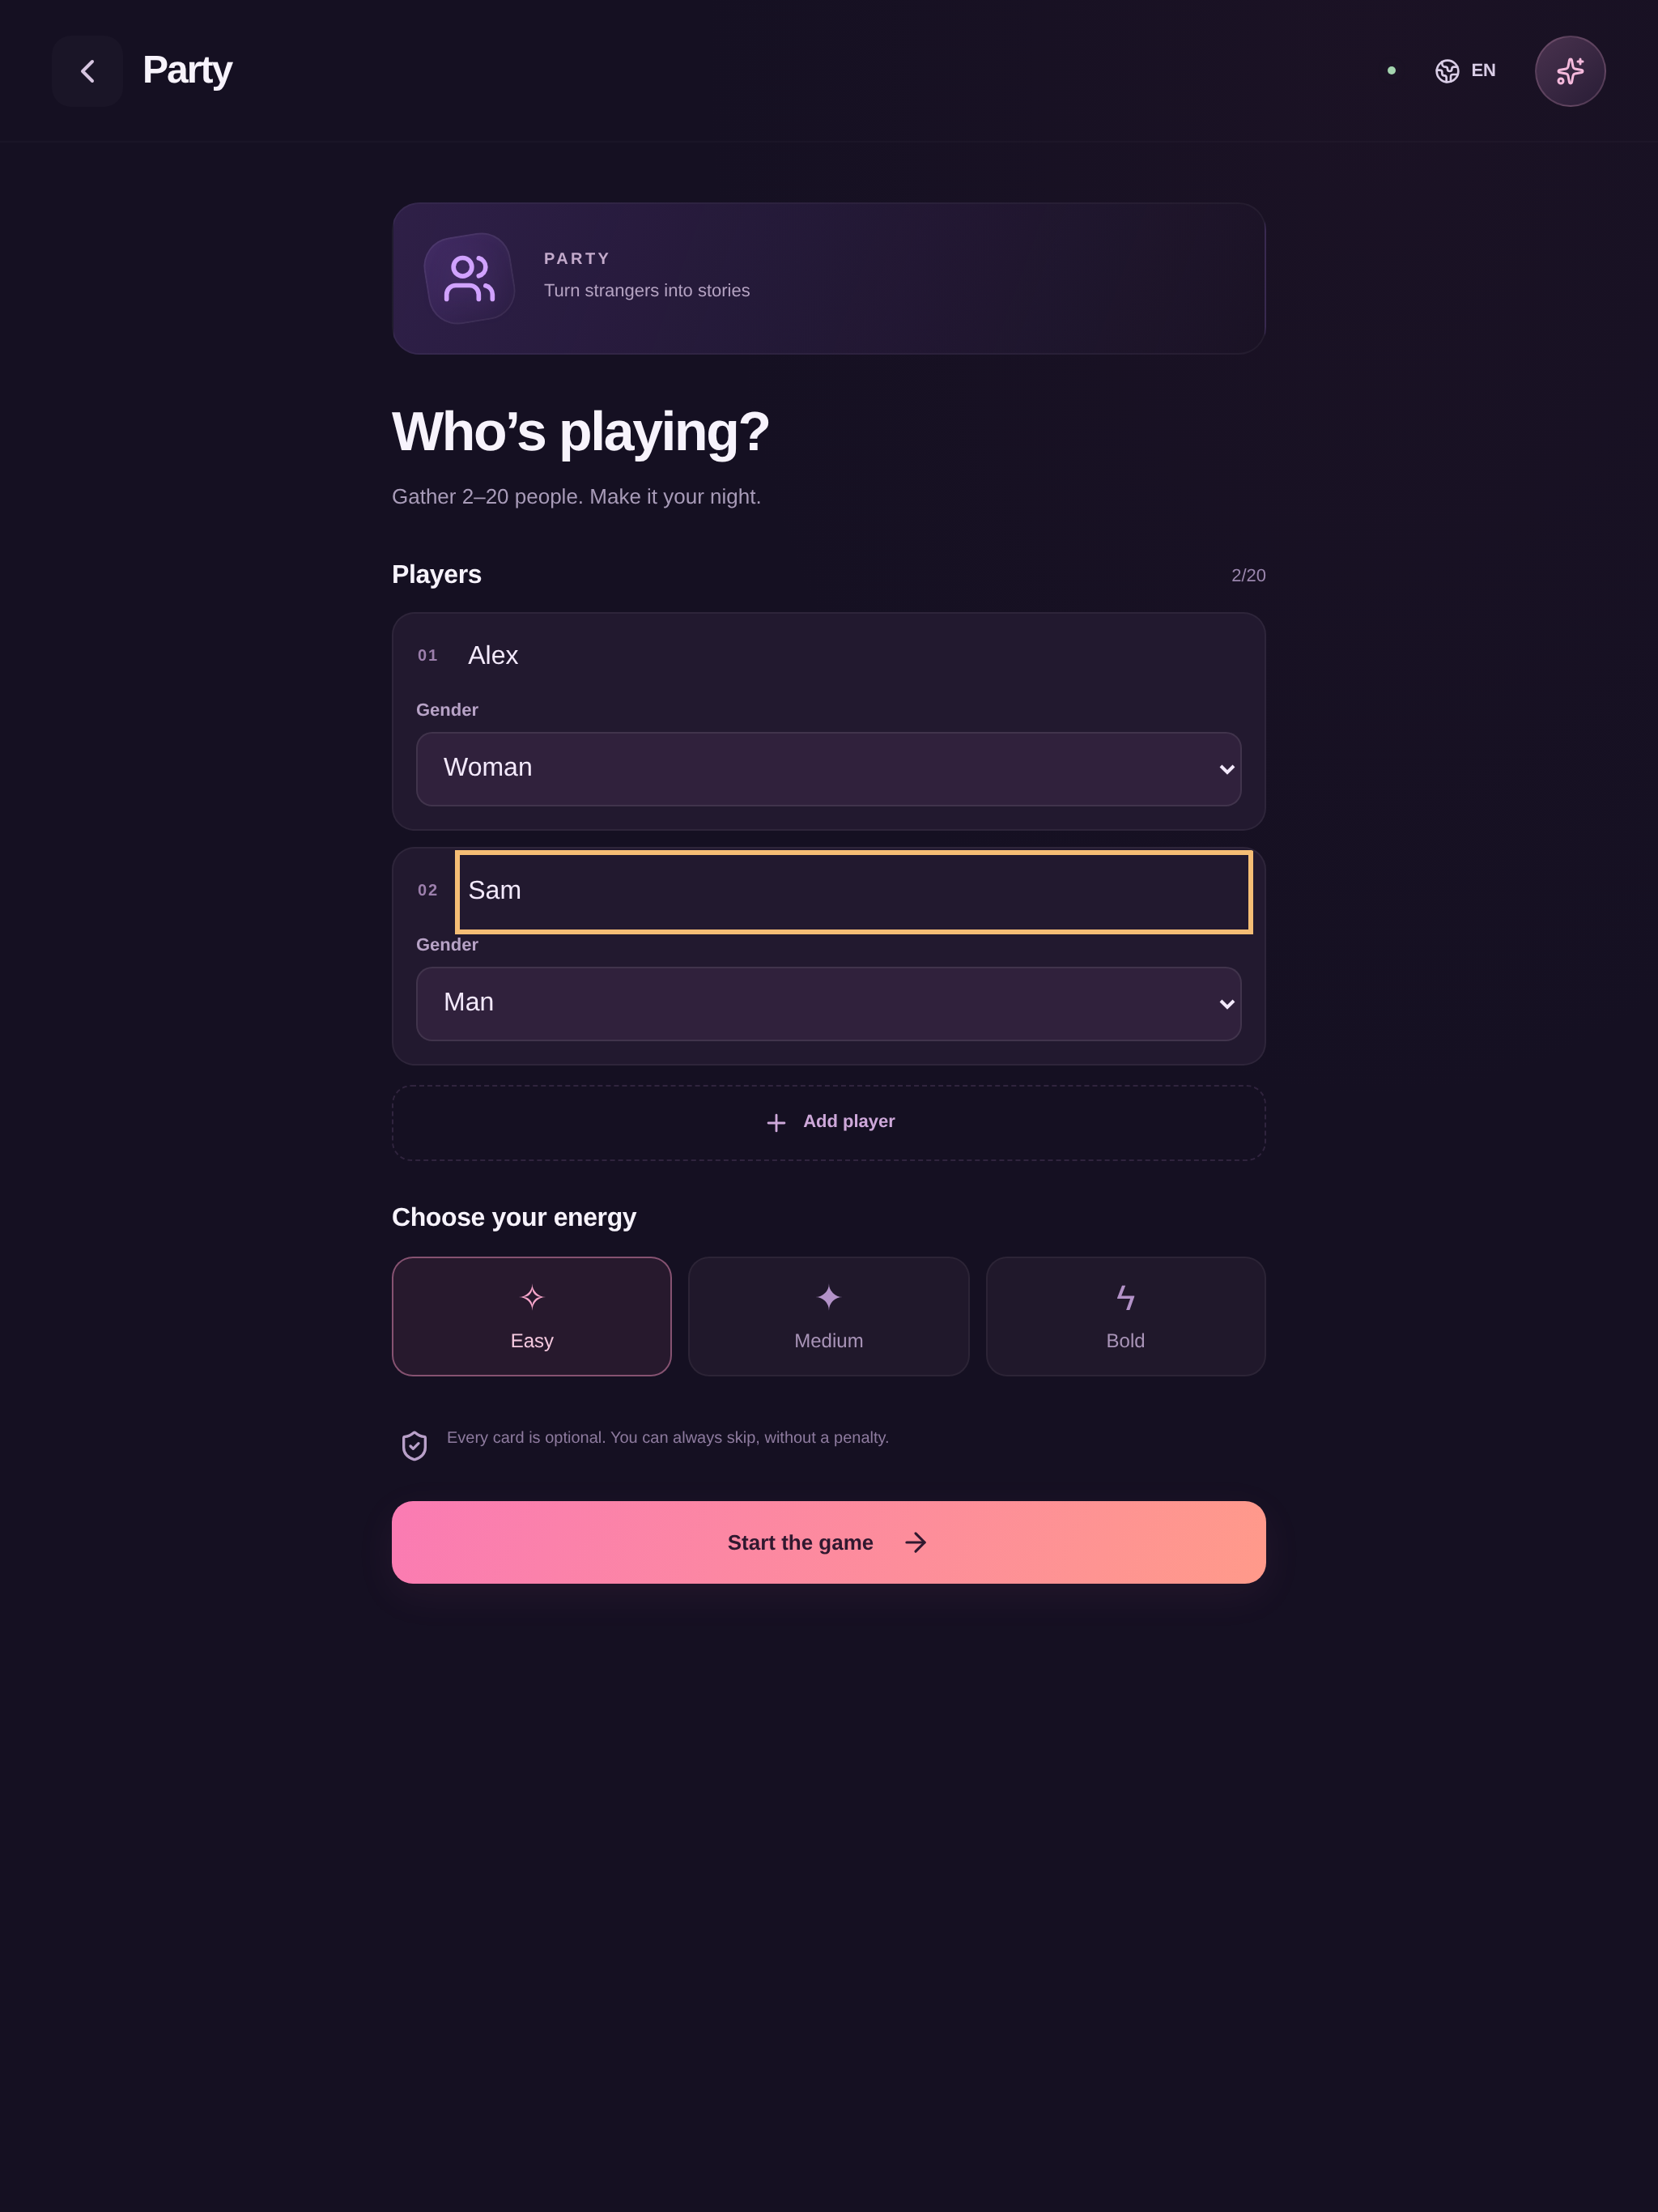 Party
EN
PARTY
Turn strangers into stories
Who’s playing?
Gather 2–20 people. Make it your night.
Players
2/20
01 Alex
Gender
Woman
02 Sam
Gender
Man
Add player
Choose your energy
Easy
Medium
Bold
Every card is optional. You can always skip, without a penalty.
Start the game